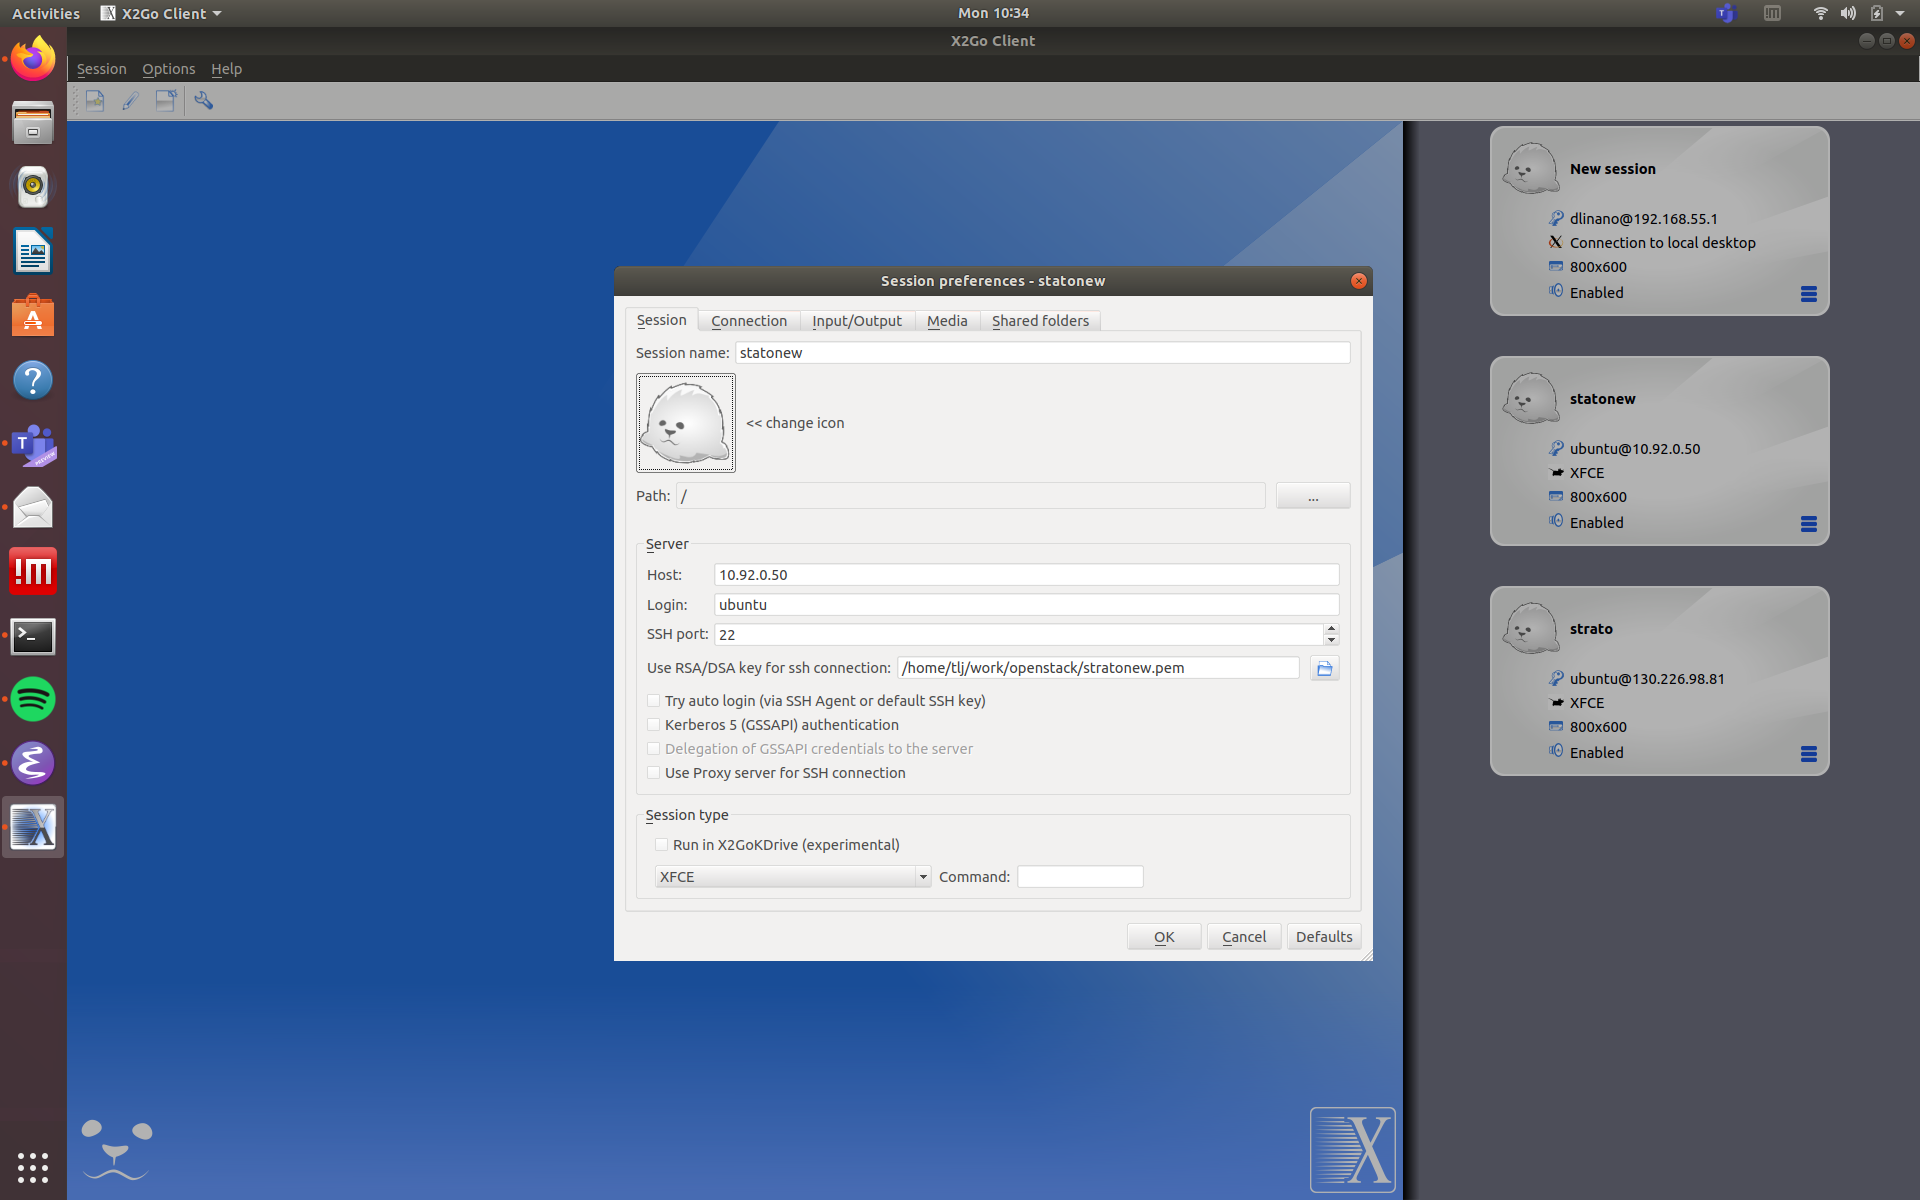 Activities X2Go Client Mon 10:34
X2Go Client
Session Options Help
Session preferences - statonew
Session Connection Input/Output Media Shared folders
Session name: statonew
<< change icon
Path: / ...
Server
Host: 10.92.0.50
Login: ubuntu
SSH port: 22
Use RSA/DSA key for ssh connection: /home/tlj/work/openstack/stratonew.pem
Try auto login (via SSH Agent or default SSH key)
Kerberos 5 (GSSAPI) authentication
Delegation of GSSAPI credentials to the server
Use Proxy server for SSH connection
Session type
Run in X2GoKDrive (experimental)
XFCE Command:
OK Cancel Defaults
New session
dlinano@192.168.55.1
Connection to local desktop
800x600
Enabled
statonew
ubuntu@10.92.0.50
XFCE
800x600
Enabled
strato
ubuntu@130.226.98.81
XFCE
800x600
Enabled